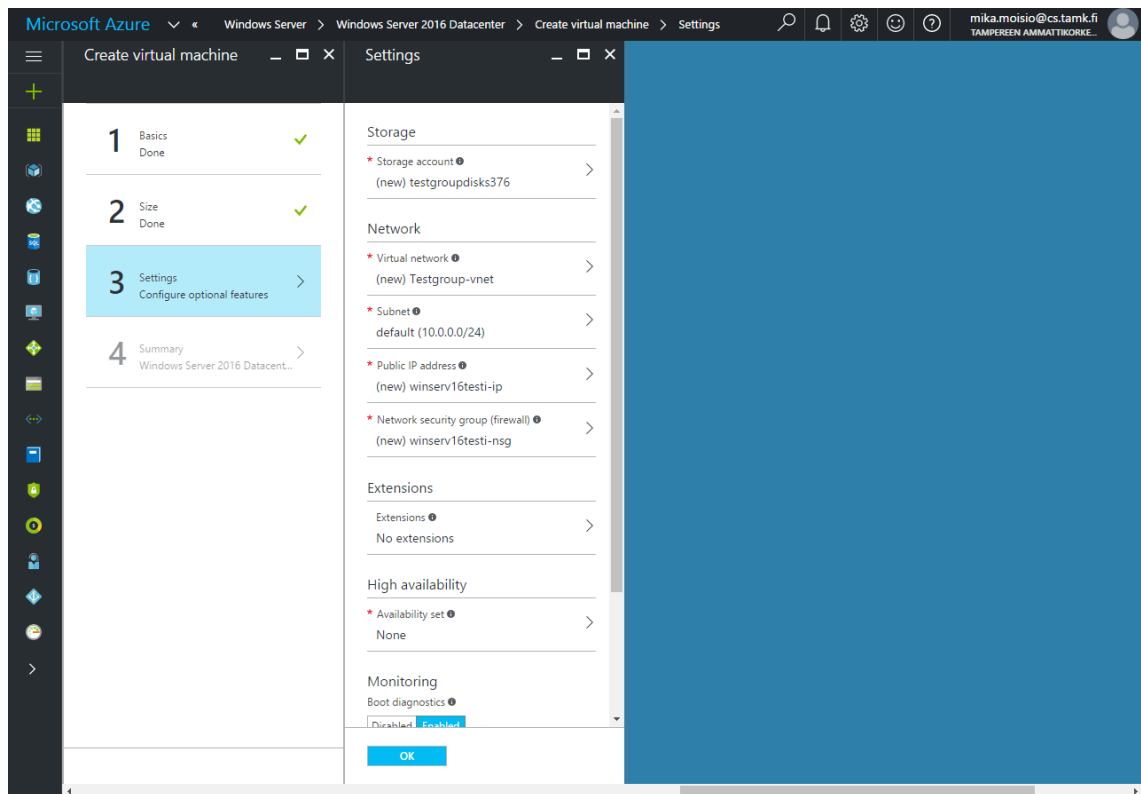 Microsoft Azure « Windows Server > Windows Server 2016 Datacenter > Create virtual machine > Settings
mika.moisio@cs.tamk.fi
TAMPEREEN AMMATTIKORKE...
Create virtual machine
1 Basics
Done
2 Size
Done
3 Settings
Configure optional features
4 Summary
Windows Server 2016 Datacent...
Settings
Storage
* Storage account
(new) testgroupdisks376
Network
* Virtual network
(new) Testgroup-vnet
* Subnet
default (10.0.0.0/24)
* Public IP address
(new) winserv16testi-ip
* Network security group (firewall)
(new) winserv16testi-nsg
Extensions
Extensions
No extensions
High availability
* Availability set
None
Monitoring
Boot diagnostics
Disabled Enabled
OK